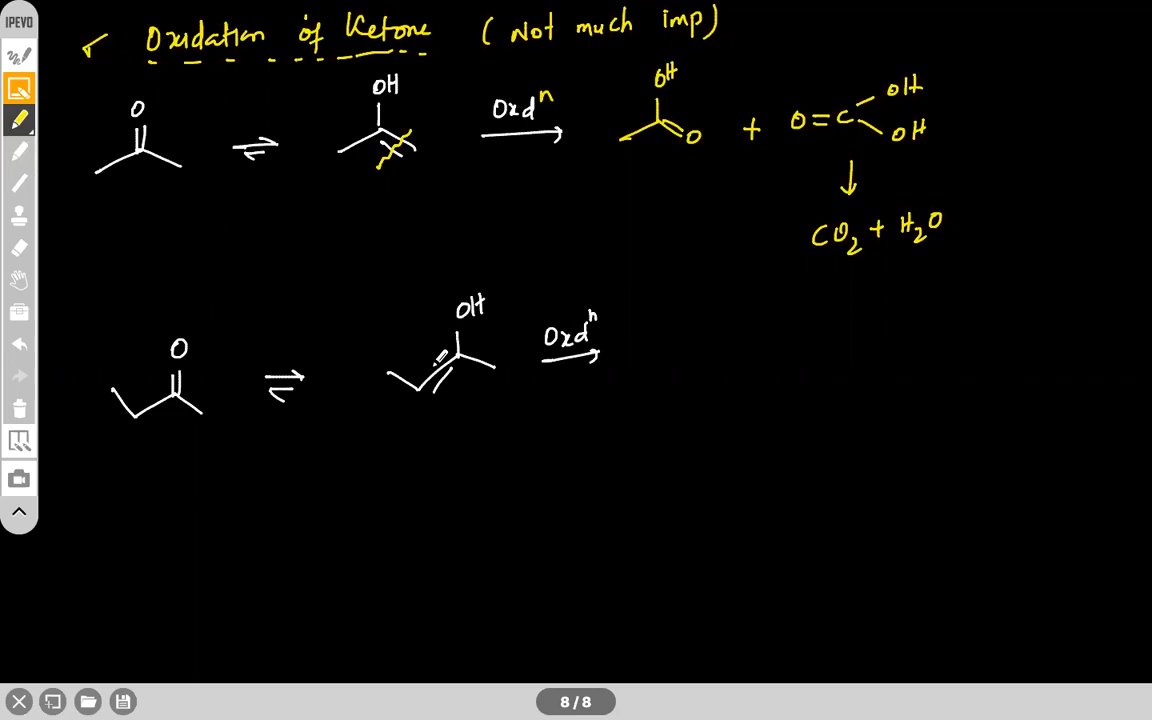 IPEVO
✓ Oxidation of Ketone (Not much imp)
O
OH
Oxdⁿ
OH
O
+
O=C
OH
OH
CO₂ + H₂O
O
OH
Oxdⁿ
8/8